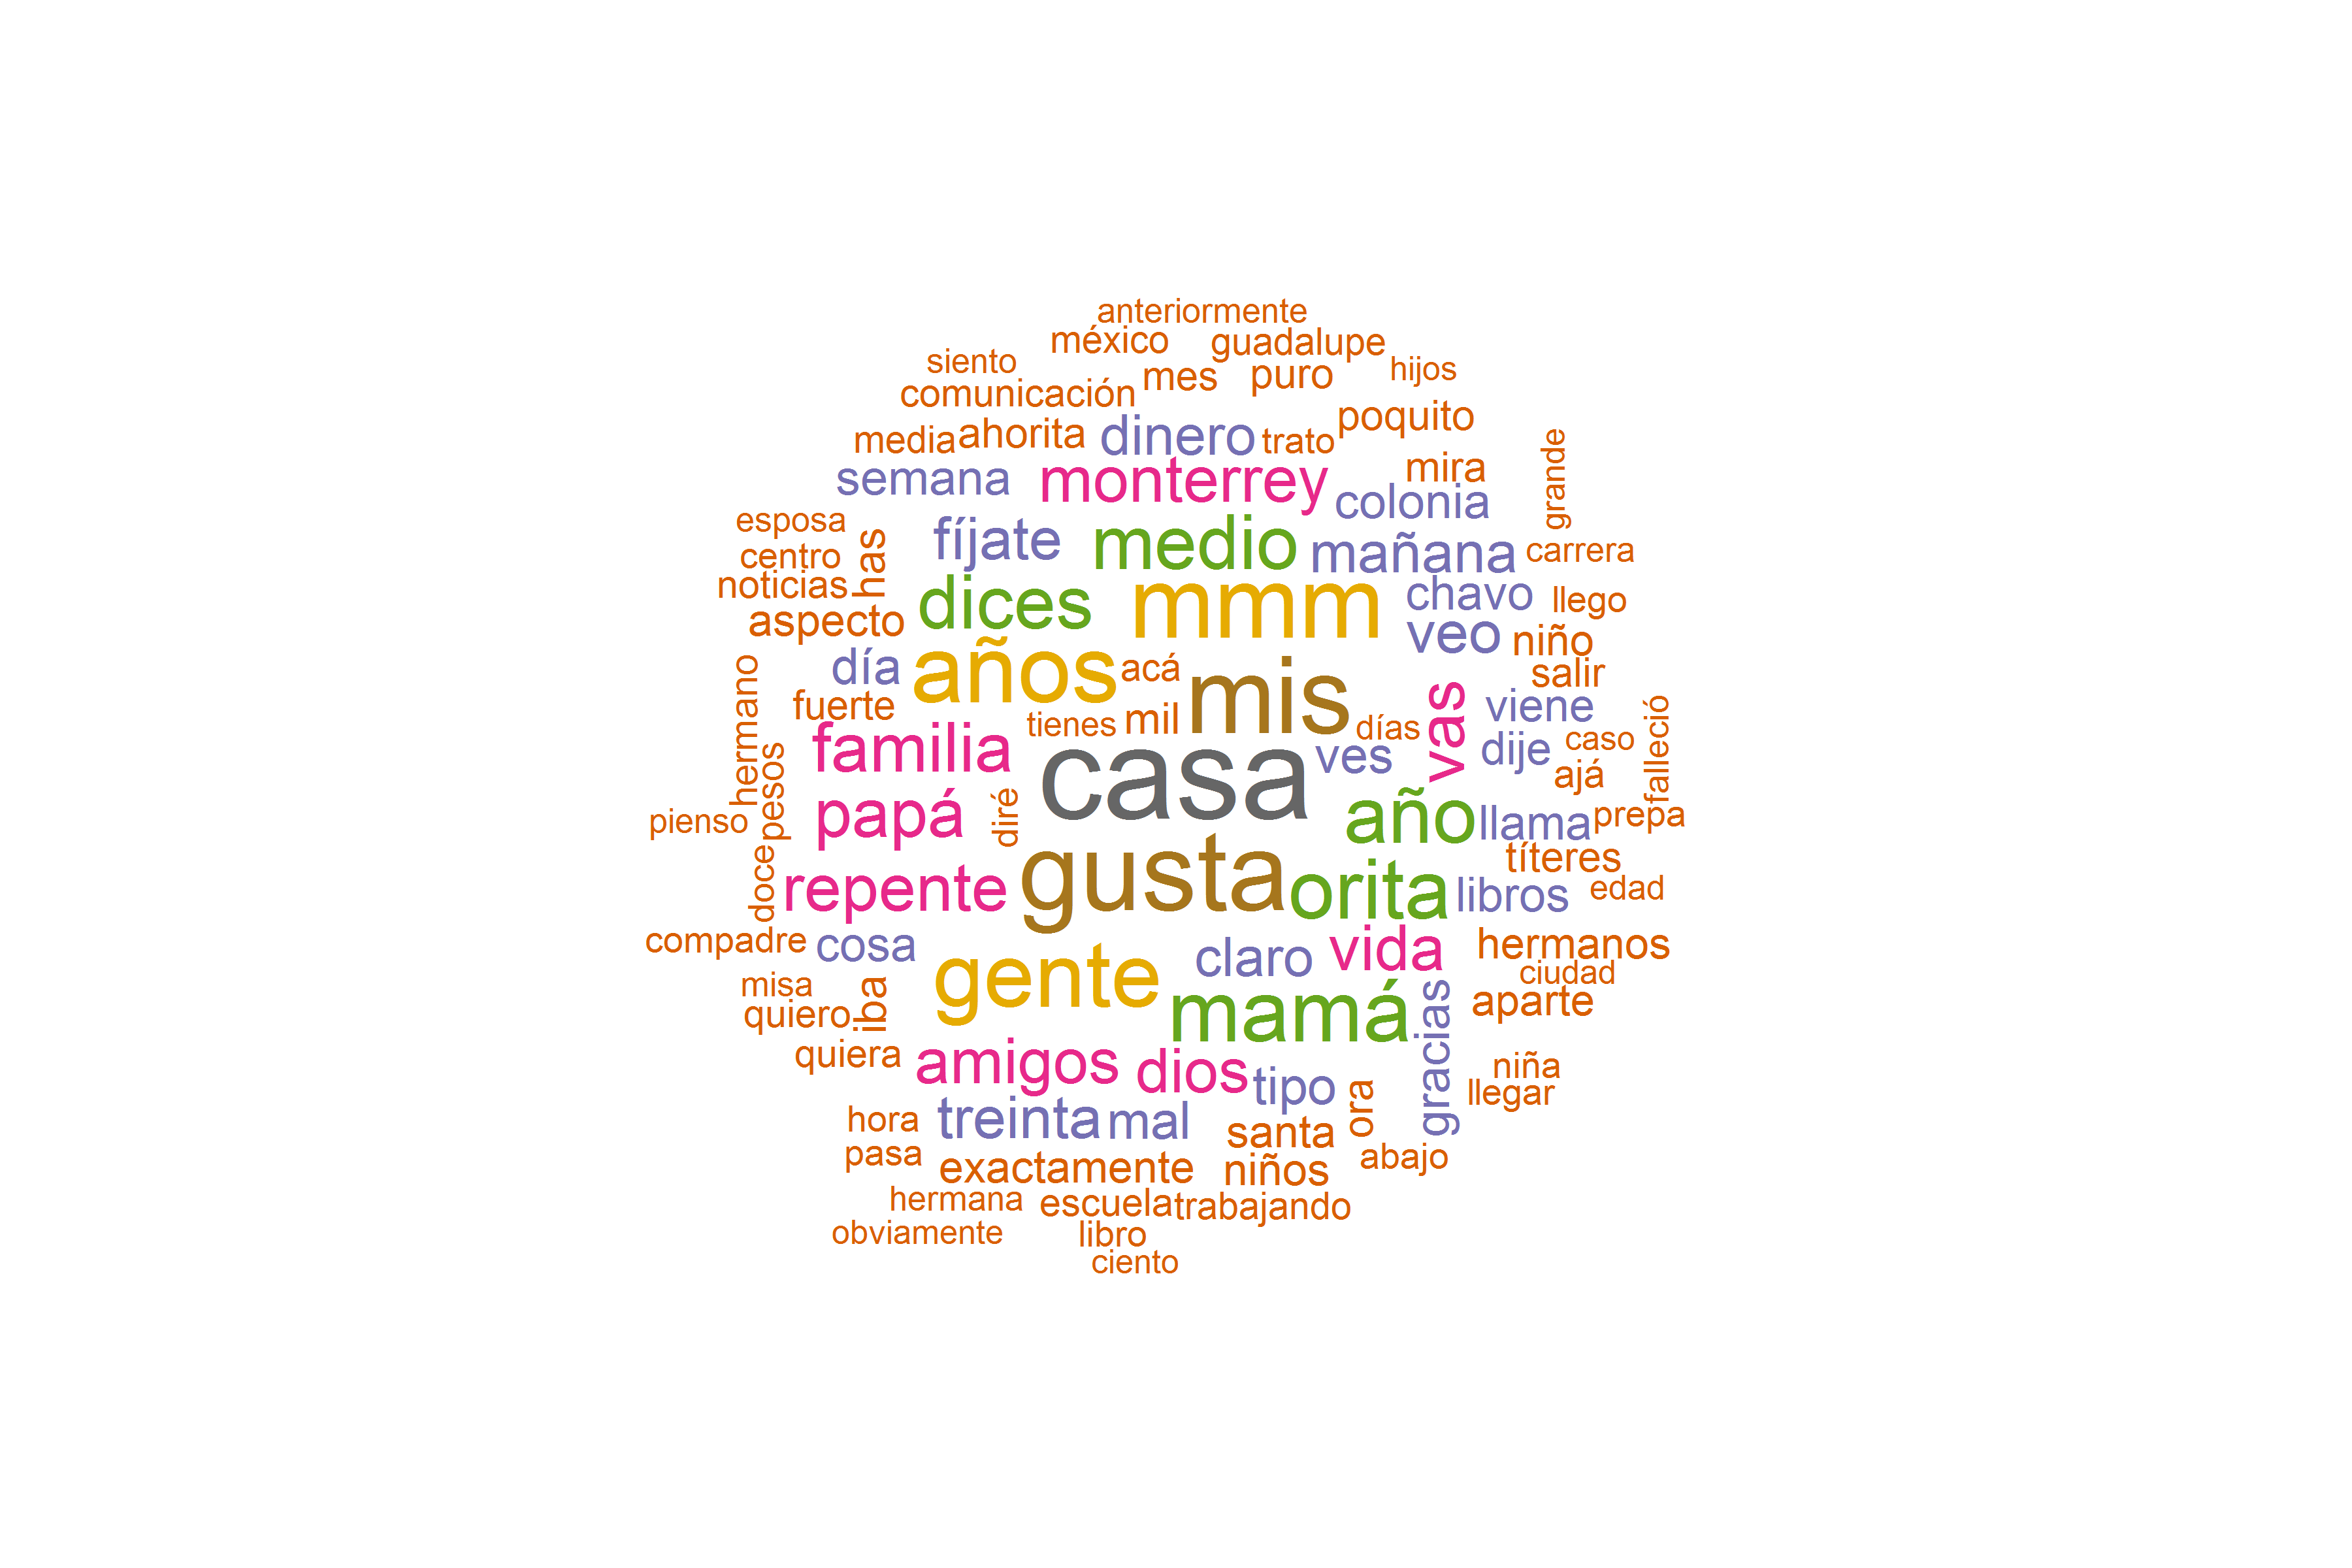 anteriormente
méxico guadalupe
siento hijos
comunicación mes puro
poquito
media ahorita dinero trato
semana monterrey mira grande
colonia
esposa fíjate medio mañana carrera
centro has
noticias dices mmm chavo llego
aspecto veo niño
día años acá mis salir
hermano fuerte tienes mil días vas viene falleció
familia casa ves dije caso
pesos ajá
pienso papá diré año llama prepa
títeres
doce repente gusta orita libros edad
compadre cosa claro vida hermanos
misa gente ciudad
quiero iba mamá gracias aparte
quiera amigos dios tipo niña
ora llegar
hora treinta mal santa
pasa exactamente niños abajo
hermana escuela trabajando
obviamente libro
ciento